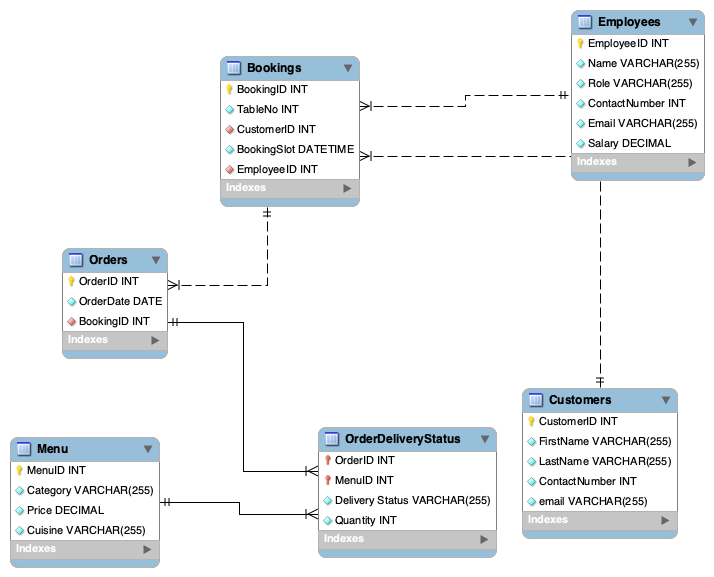 Employees
EmployeeID INT
Name VARCHAR(255)
Role VARCHAR(255)
ContactNumber INT
Email VARCHAR(255)
Salary DECIMAL
Indexes
Bookings
BookingID INT
TableNo INT
CustomerID INT
BookingSlot DATETIME
EmployeeID INT
Indexes
Orders
OrderID INT
OrderDate DATE
BookingID INT
Indexes
Customers
CustomerID INT
FirstName VARCHAR(255)
LastName VARCHAR(255)
ContactNumber INT
email VARCHAR(255)
Indexes
Menu
MenuID INT
Category VARCHAR(255)
Price DECIMAL
Cuisine VARCHAR(255)
Indexes
OrderDeliveryStatus
OrderID INT
MenuID INT
Delivery Status VARCHAR(255)
Quantity INT
Indexes